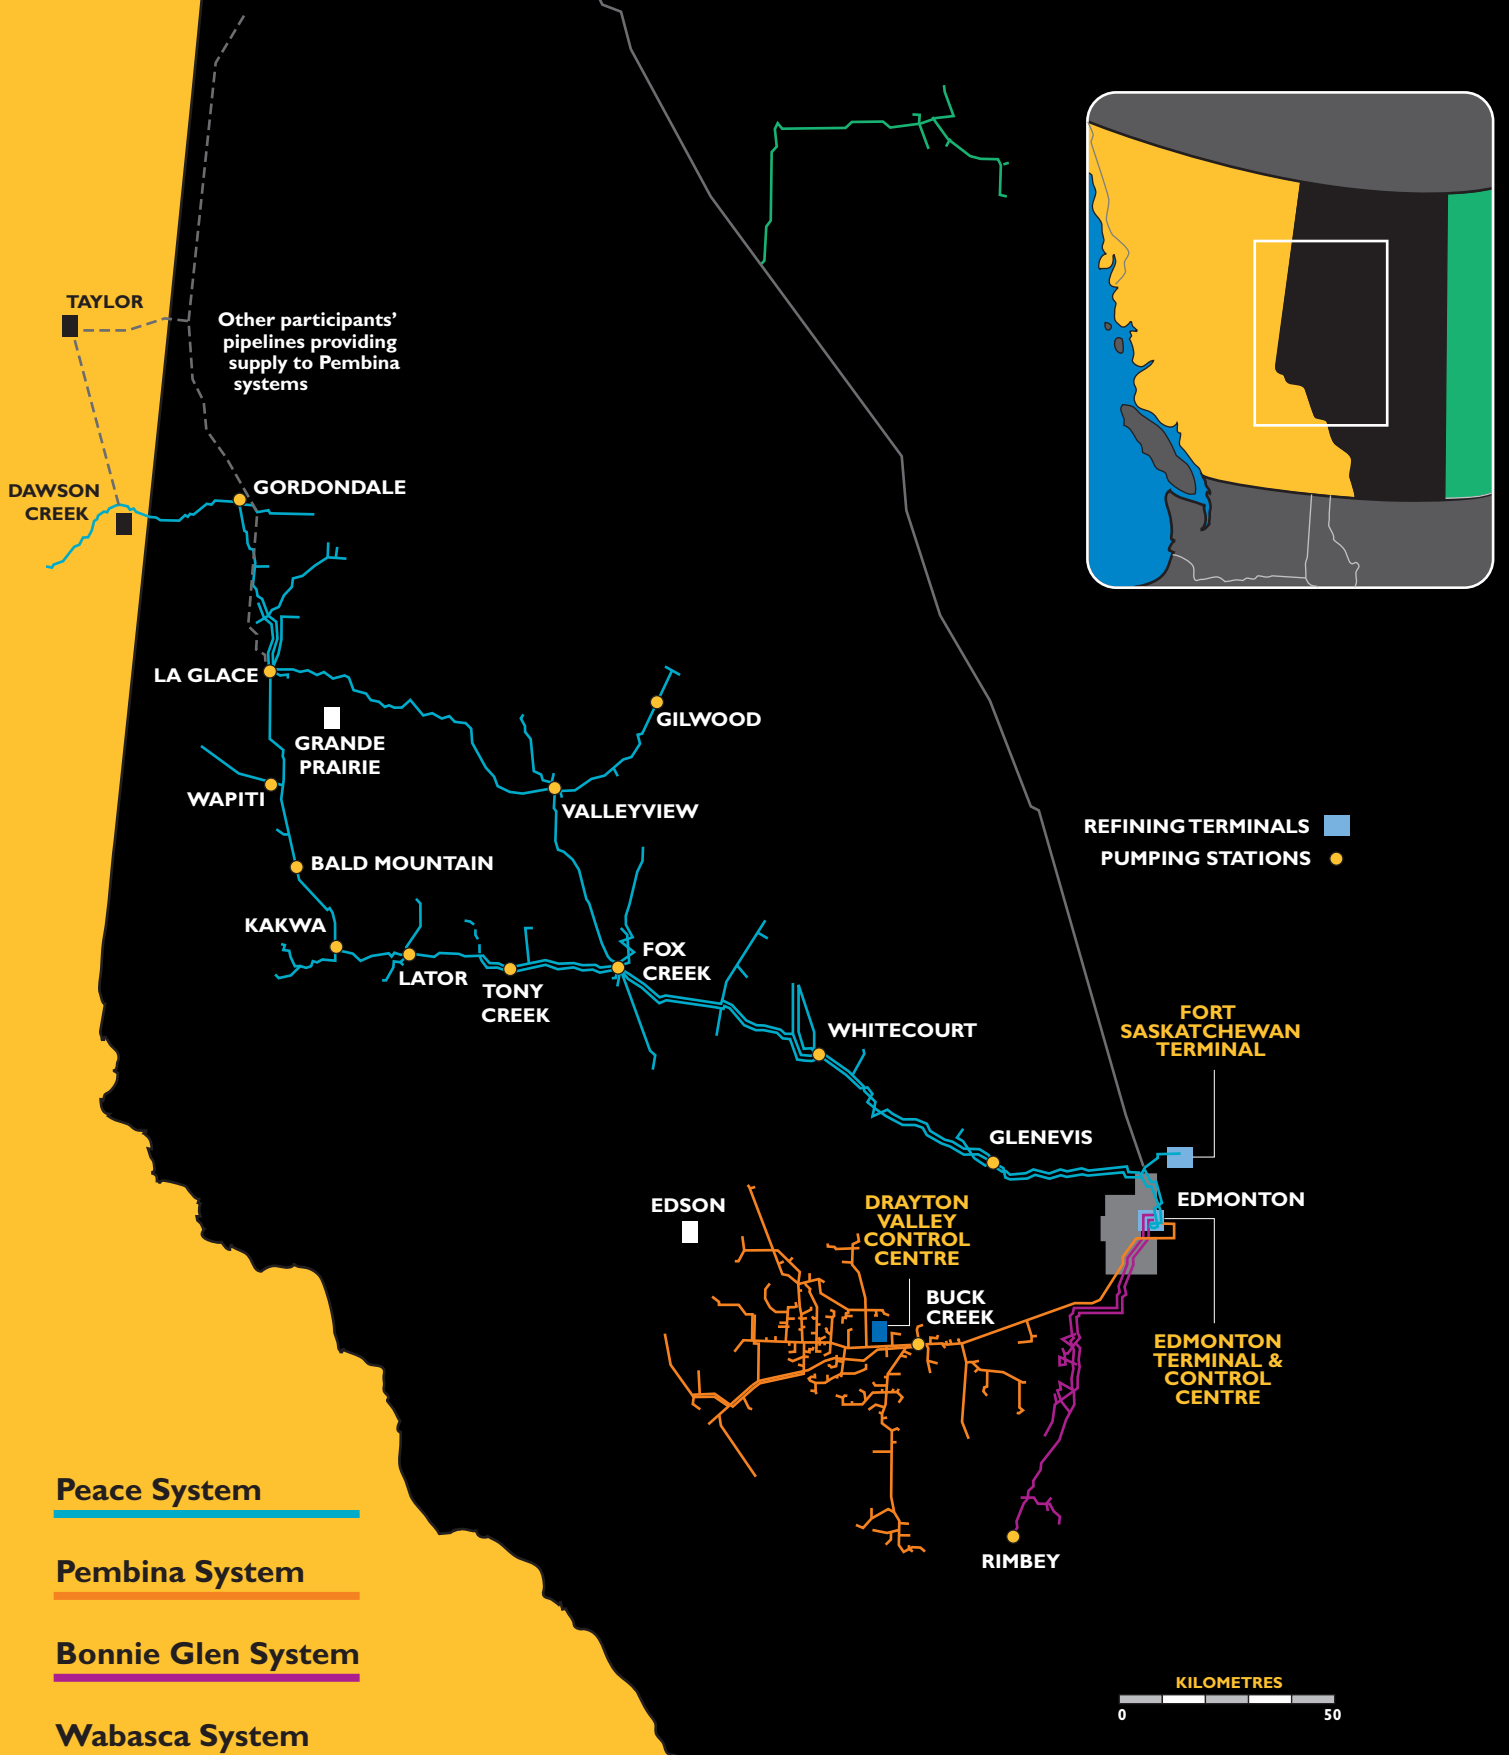 TAYLOR
Other participants’
pipelines providing
supply to Pembina
systems
DAWSON
CREEK
GORDONDALE
LA GLACE
GILWOOD
GRANDE
PRAIRIE
WAPITI
VALLEYVIEW
REFINING TERMINALS
PUMPING STATIONS
BALD MOUNTAIN
KAKWA
FOX
CREEK
LATOR
TONY
CREEK
WHITECOURT
FORT
SASKATCHEWAN
TERMINAL
GLENEVIS
EDSON
DRAYTON
VALLEY
CONTROL
CENTRE
EDMONTON
BUCK
CREEK
EDMONTON
TERMINAL &
CONTROL
CENTRE
RIMBEY
Peace System
Pembina System
Bonnie Glen System
Wabasca System
KILOMETRES
0 50